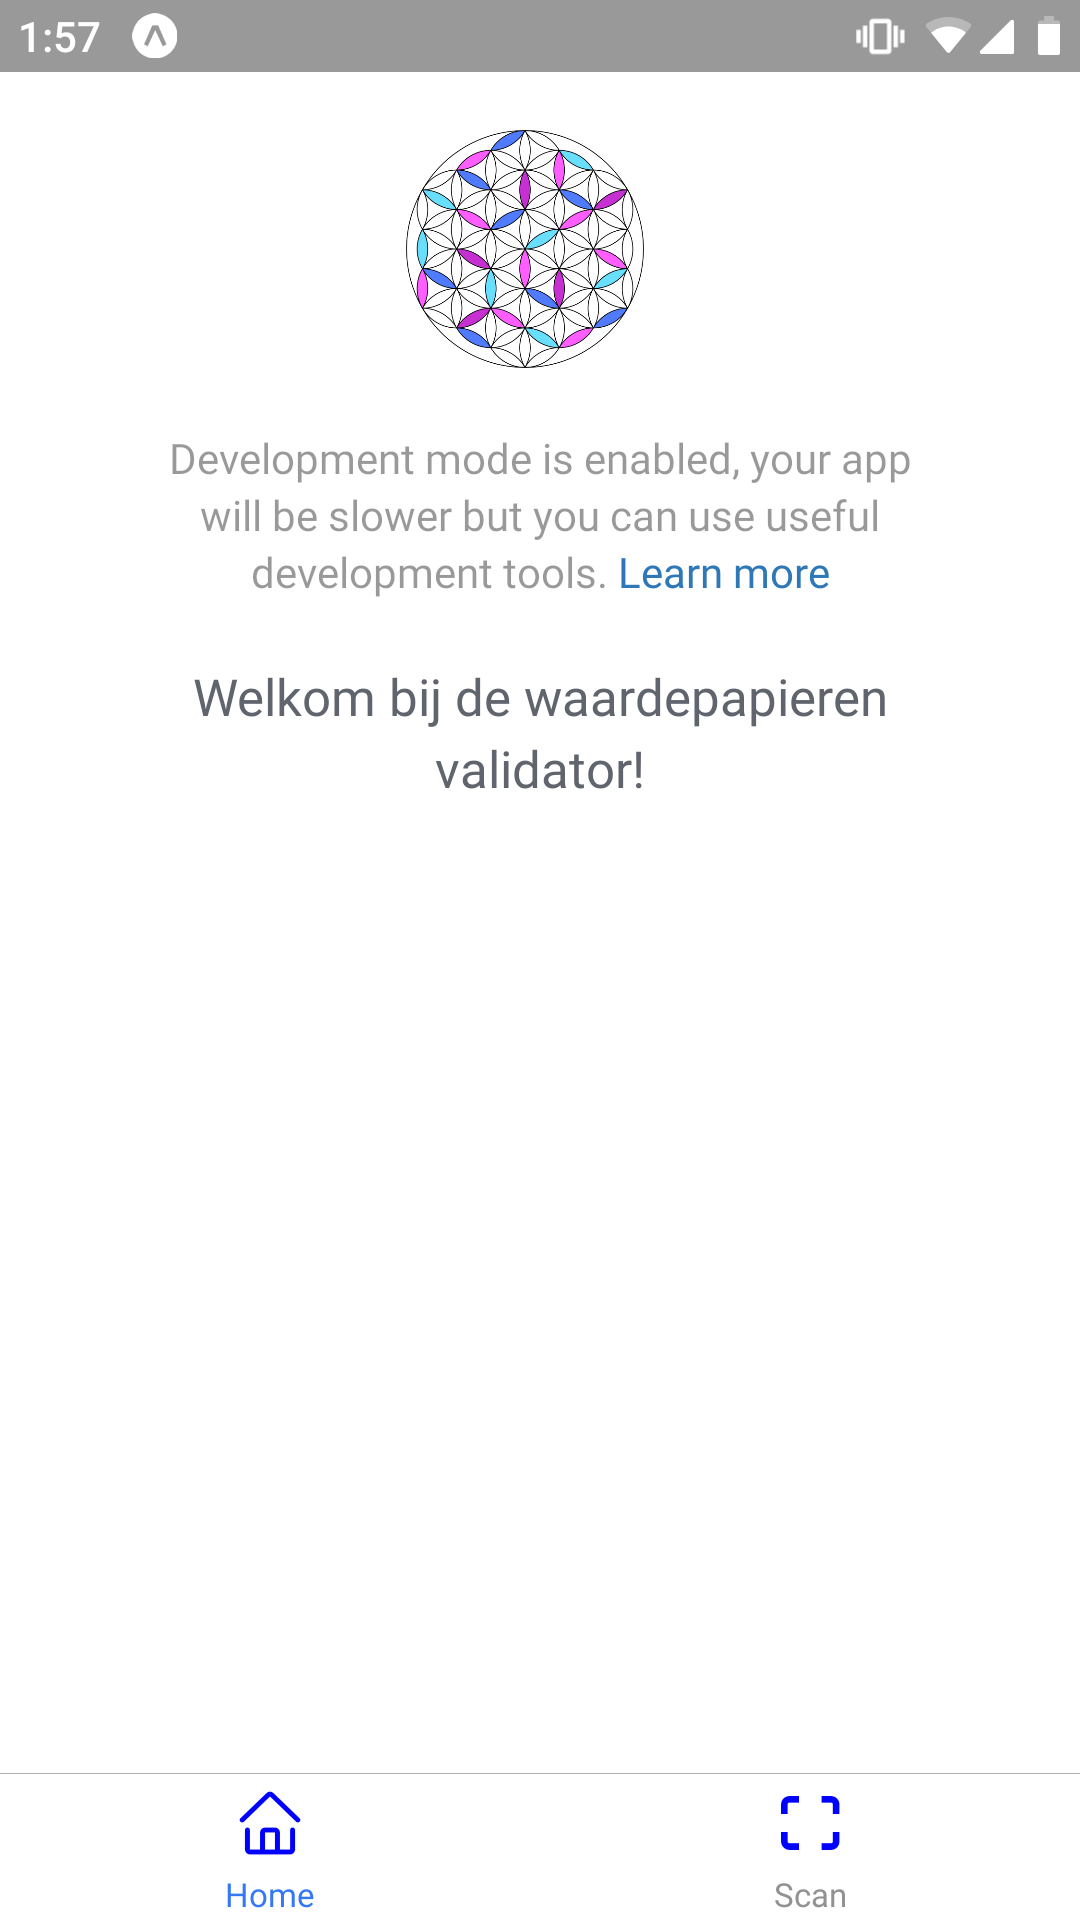 1:57
Development mode is enabled, your app
will be slower but you can use useful
development tools. Learn more
Welkom bij de waardepapieren
validator!
Home
Scan